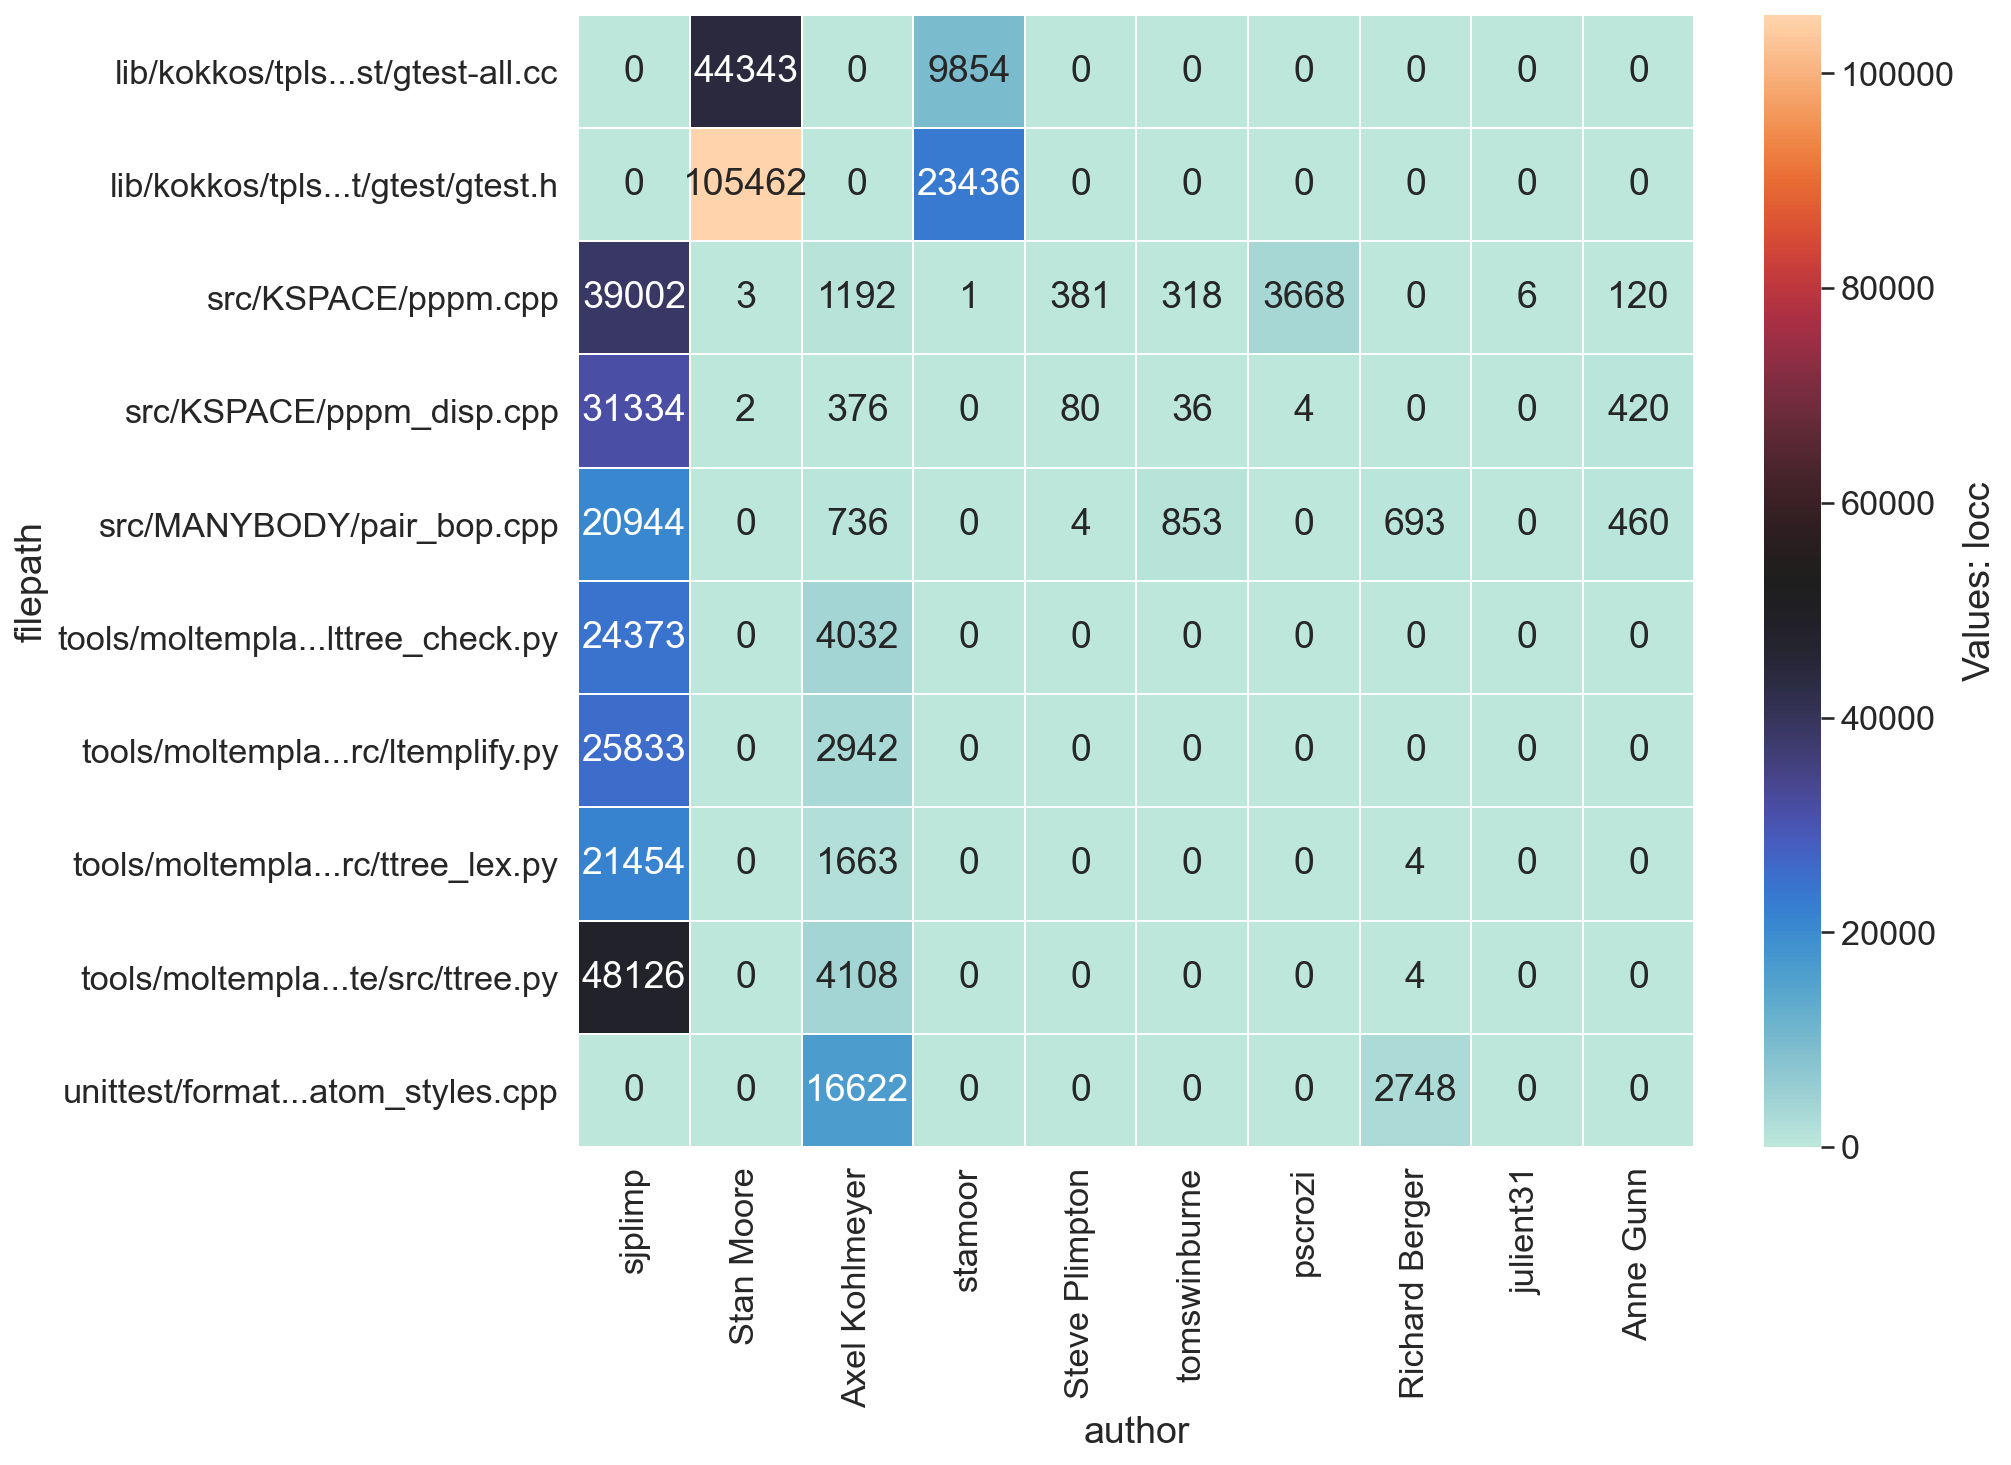 lib/kokkos/tpls...st/gtest-all.cc 0 44343 0 9854 0 0 0 0 0 0
lib/kokkos/tpls...t/gtest/gtest.h 0 105462 0 23436 0 0 0 0 0 0
src/KSPACE/pppm.cpp 39002 3 1192 1 381 318 3668 0 6 120
src/KSPACE/pppm_disp.cpp 31334 2 376 0 80 36 4 0 0 420
src/MANYBODY/pair_bop.cpp 20944 0 736 0 4 853 0 693 0 460
tools/moltempla...lttree_check.py 24373 0 4032 0 0 0 0 0 0 0
tools/moltempla...rc/ltemplify.py 25833 0 2942 0 0 0 0 0 0 0
tools/moltempla...rc/ttree_lex.py 21454 0 1663 0 0 0 0 4 0 0
tools/moltempla...te/src/ttree.py 48126 0 4108 0 0 0 0 4 0 0
unittest/format...atom_styles.cpp 0 0 16622 0 0 0 0 2748 0 0
filepath
sjplimp
Stan Moore
Axel Kohlmeyer
stamoor
Steve Plimpton
tomswinburne
pscrozi
Richard Berger
julient31
Anne Gunn
author
100000
80000
60000
40000
20000
0
Values: locc